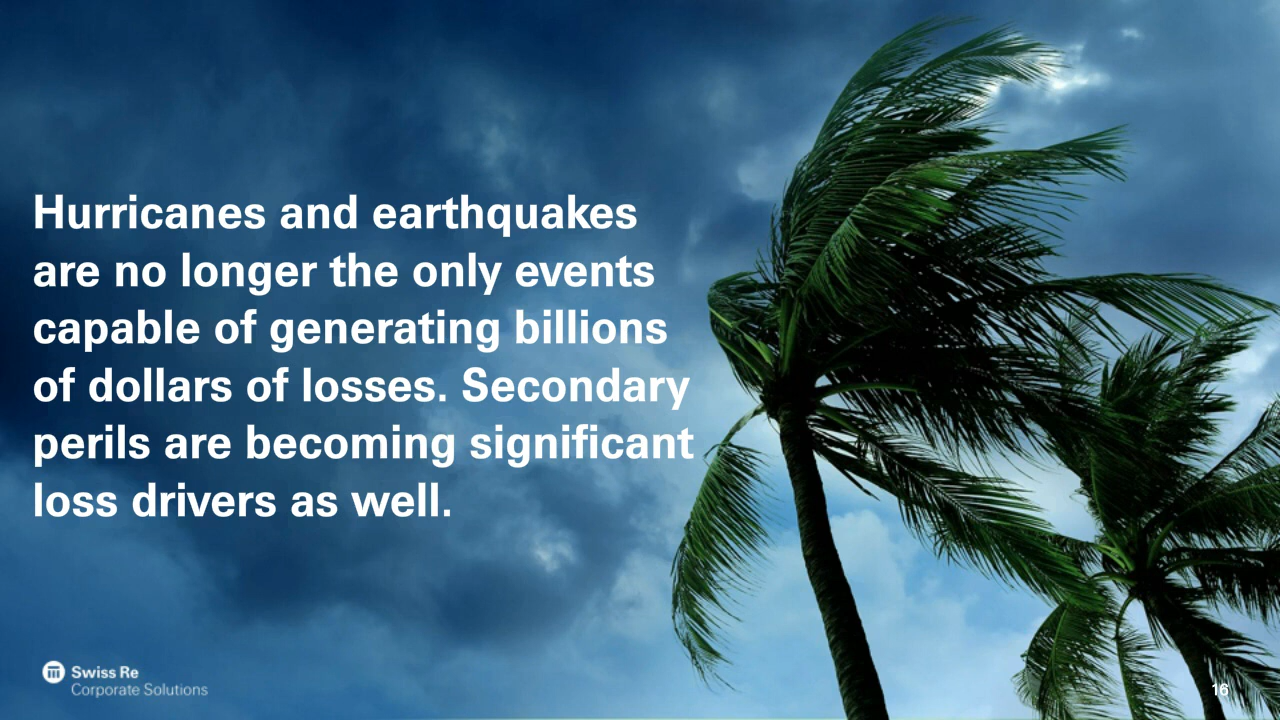 Hurricanes and earthquakes
are no longer the only events
capable of generating billions
of dollars of losses. Secondary
perils are becoming significant
loss drivers as well.
Swiss Re
Corporate Solutions
16